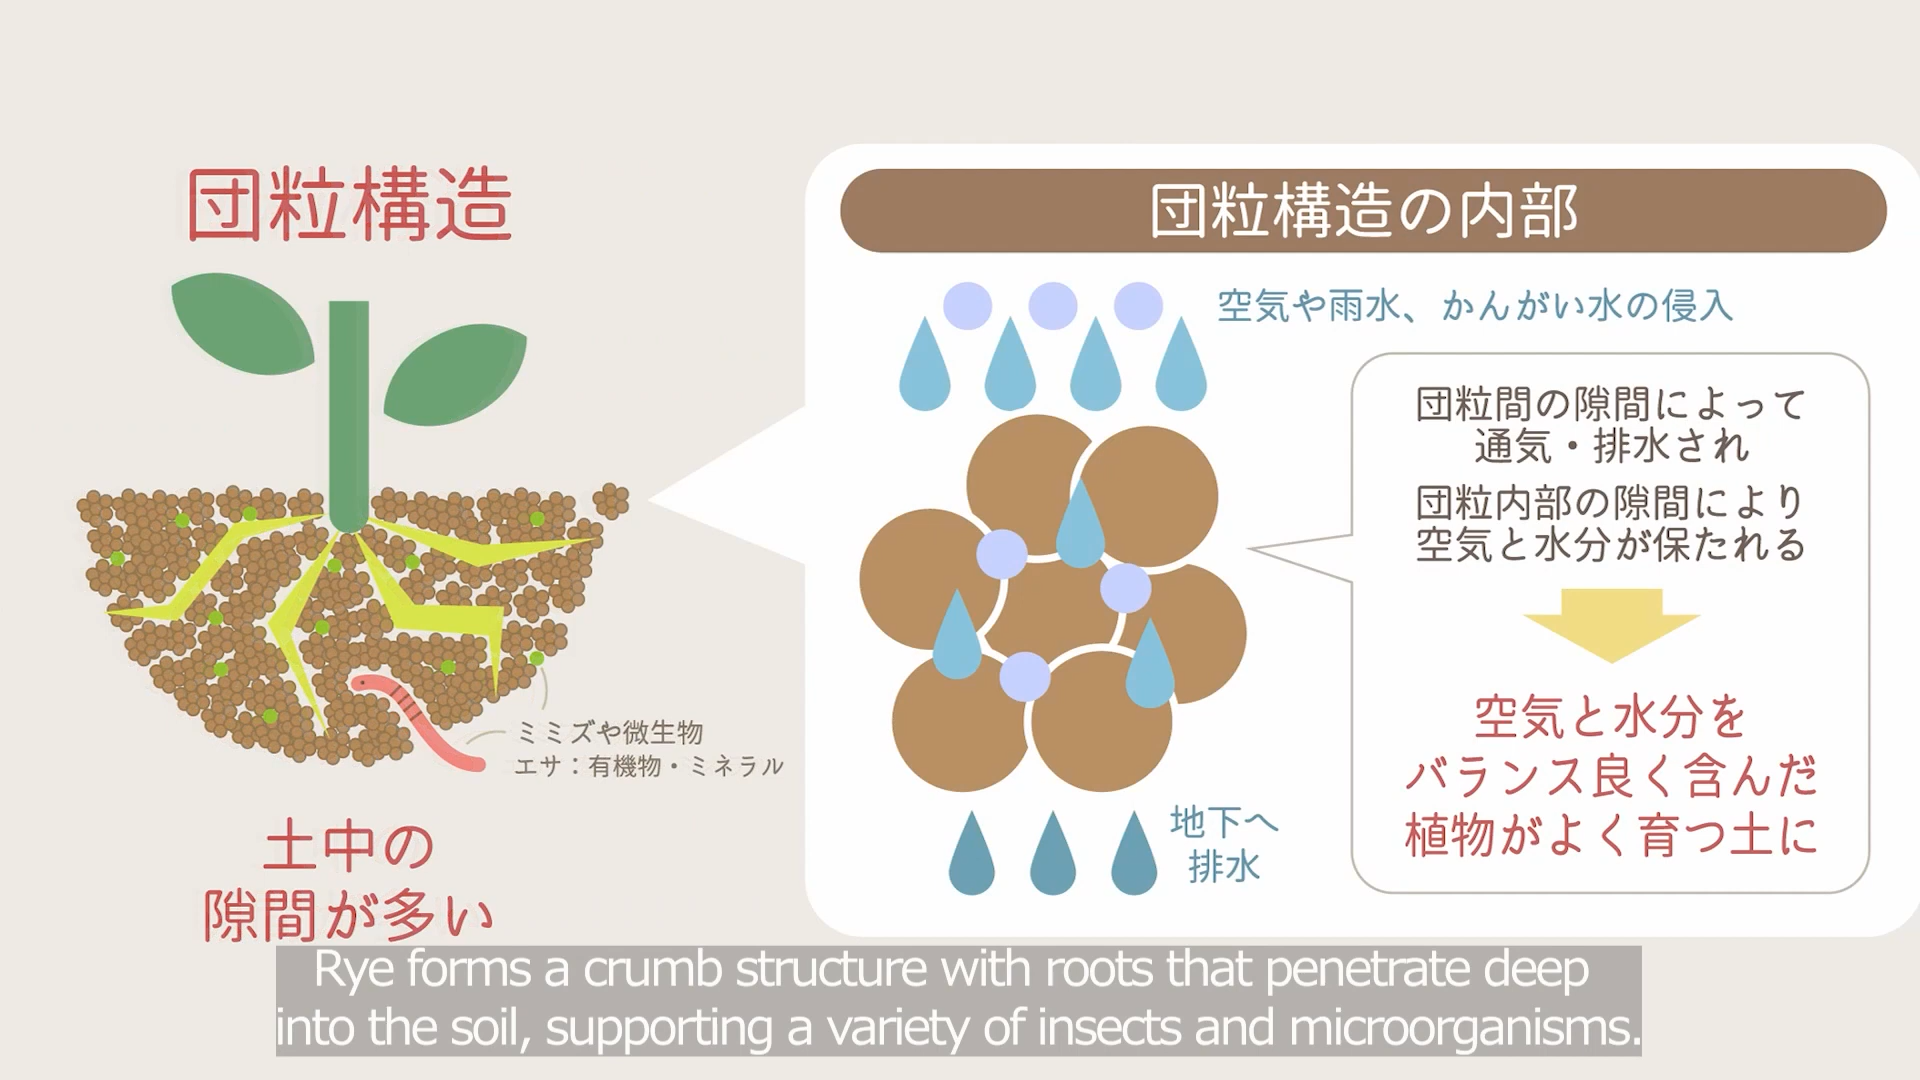 団粒構造
ミミズや微生物
エサ：有機物・ミネラル
土中の
隙間が多い
団粒構造の内部
空気や雨水、かんがい水の侵入
団粒間の隙間によって
通気・排水され
団粒内部の隙間により
空気と水分が保たれる
空気と水分を
バランス良く含んだ
植物がよく育つ土に
地下へ
排水
Rye forms a crumb structure with roots that penetrate deep
into the soil, supporting a variety of insects and microorganisms.